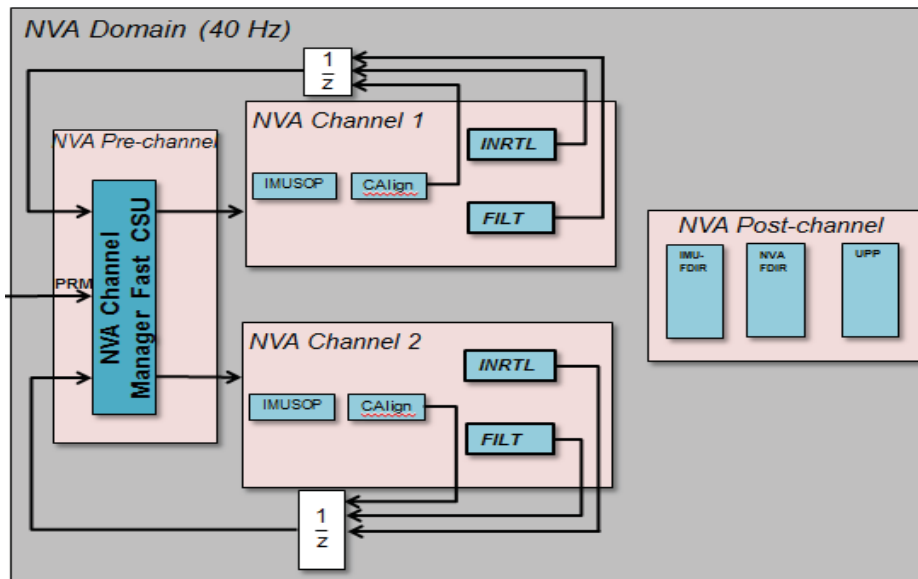 NVA Domain (40 Hz)
1
z
NVA Channel 1
INRTL
IMUSOP
CAlign
FILT
NVA Pre-channel
PRM
NVA Channel
Manager Fast CSU
NVA Post-channel
IMU-
FDIR
NVA
FDIR
UPP
NVA Channel 2
INRTL
IMUSOP
CAlign
FILT
1
z